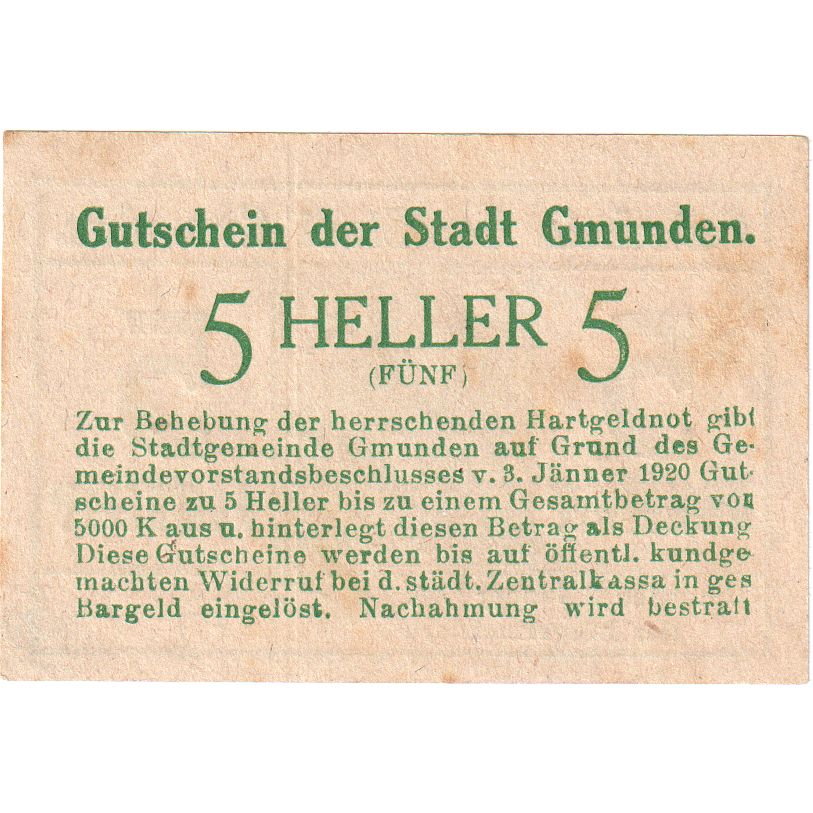 Gutschein der Stadt Gmunden.
5 HELLER 5
(FÜNF)
Zur Behebung der herrschenden Hartgeldnot gibt
die Stadtgemeinde Gmunden auf Grund des Ge-
meindevorstandsbeschlusses v. 3. Jänner 1920 Gut-
scheine zu 5 Heller bis zu einem Gesamtbetrag von
5000 K aus u. hinterlegt diesen Betrag als Deckung
Diese Gutscheine werden bis auf öffentl. kundge
machten Widerruf bei d. städt. Zentralkassa in ges
Bargeld eingelöst. Nachahmung wird bestraft